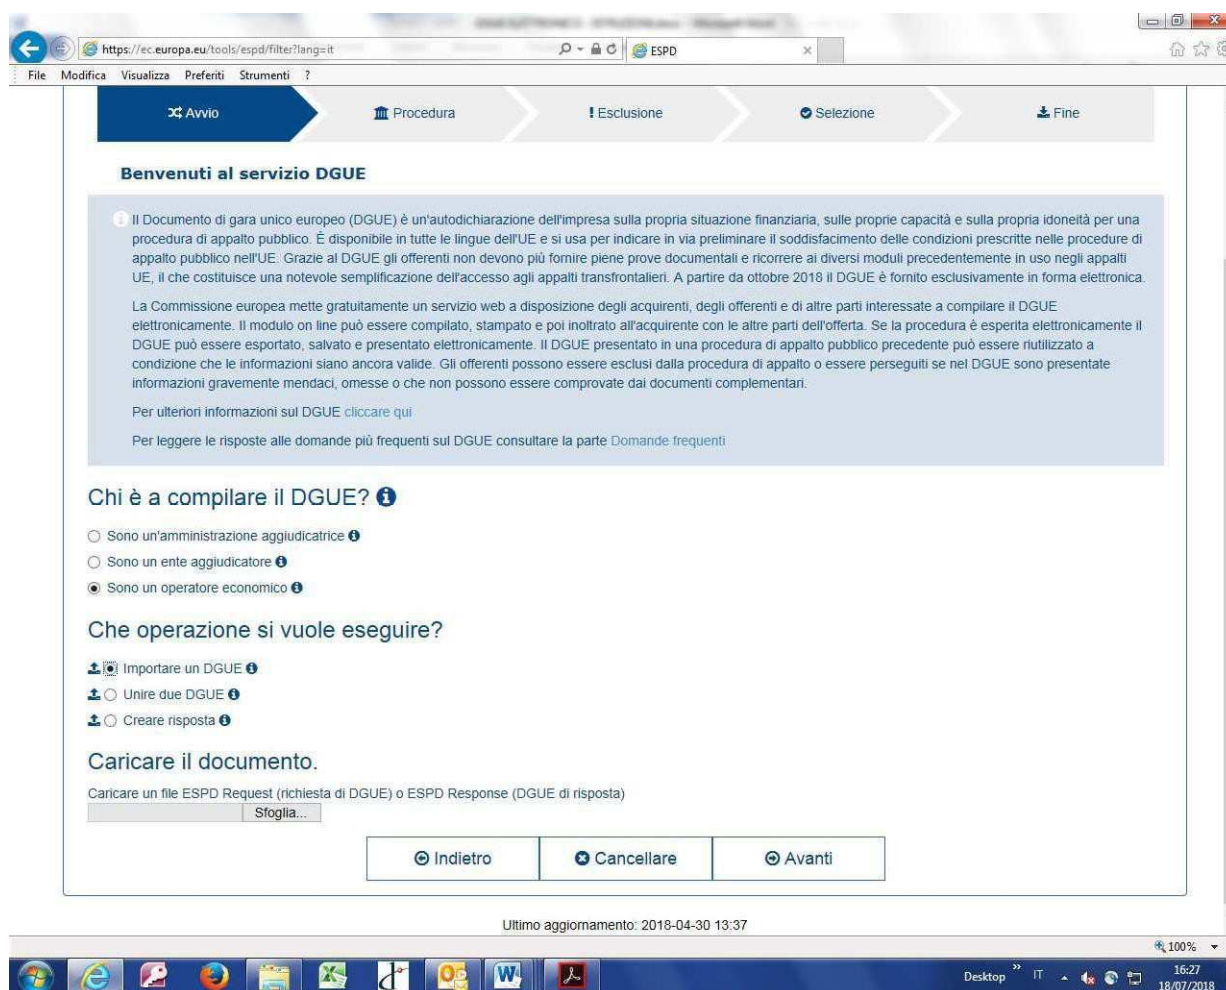 https://ec.europa.eu/tools/espd/filter?lang=it
ESPD
File Modifica Visualizza Preferiti Strumenti ?
Avvio
Procedura
Esclusione
Selezione
Fine
Benvenuti al servizio DGUE
Il Documento di gara unico europeo (DGUE) è un'autodichiarazione dell'impresa sulla propria situazione finanziaria, sulle proprie capacità e sulla propria idoneità per una
procedura di appalto pubblico. É disponibile in tutte le lingue dell'UE e si usa per indicare in via preliminare il soddisfacimento delle condizioni prescritte nelle procedure di
appalto pubblico nell'UE. Grazie al DGUE gli offerenti non devono più fornire piene prove documentali e ricorrere ai diversi moduli precedentemente in uso negli appalti
UE, il che costituisce una notevole semplificazione dell'accesso agli appalti transfrontalieri. A partire da ottobre 2018 il DGUE è fornito esclusivamente in forma elettronica.
La Commissione europea mette gratuitamente un servizio web a disposizione degli acquirenti, degli offerenti e di altre parti interessate a compilare il DGUE
elettronicamente. Il modulo on line può essere compilato, stampato e poi inoltrato all'acquirente con le altre parti dell'offerta. Se la procedura è esperita elettronicamente il
DGUE può essere esportato, salvato e presentato elettronicamente. Il DGUE presentato in una procedura di appalto pubblico precedente può essere riutilizzato a
condizione che le informazioni siano ancora valide. Gli offerenti possono essere esclusi dalla procedura di appalto o essere perseguiti se nel DGUE sono presentate
informazioni gravemente mendaci, omesse o che non possono essere comprovate dai documenti complementari.
Per ulteriori informazioni sul DGUE cliccare qui
Per leggere le risposte alle domande più frequenti sul DGUE consultare la parte Domande frequenti
Chi è a compilare il DGUE?
Sono un'amministrazione aggiudicatrice
Sono un ente aggiudicatore
Sono un operatore economico
Che operazione si vuole eseguire?
Importare un DGUE
Unire due DGUE
Creare risposta
Caricare il documento.
Caricare un file ESPD Request (richiesta di DGUE) o ESPD Response (DGUE di risposta)
Sfoglia...
Indietro
Cancellare
Avanti
Ultimo aggiornamento: 2018-04-30 13:37
100%
Desktop
IT
16:27
18/07/2018